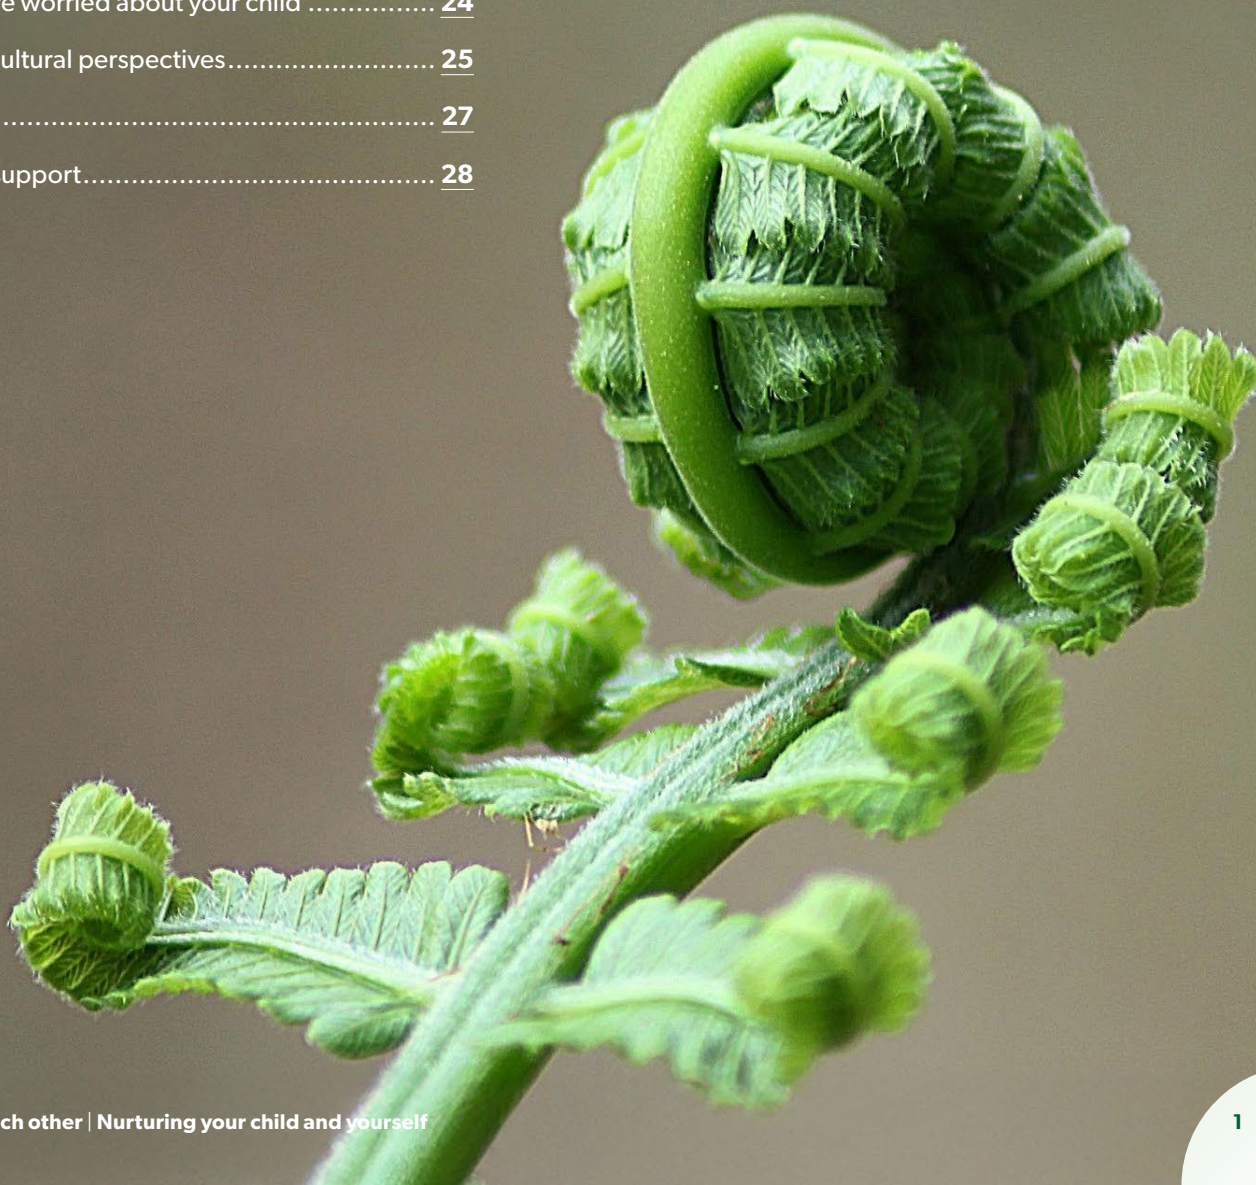 e worried about your child ................ 24
ultural perspectives.......................... 25
............................................................. 27
upport..................................... 28
ch other | Nurturing your child and yourself
1